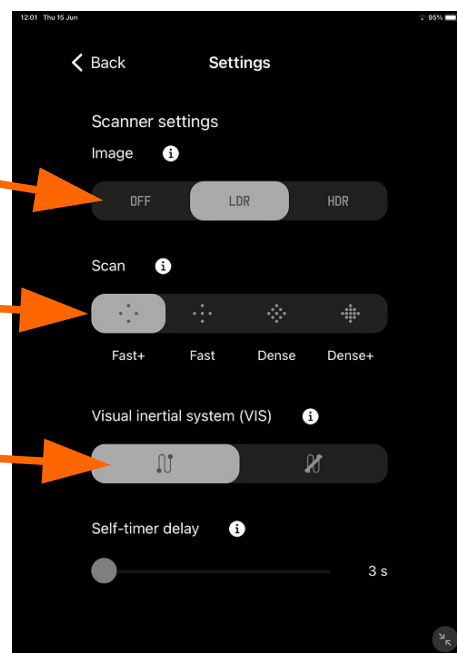 12:01 Thu 15 Jun
95%
Back
Settings
Scanner settings
Image
OFF LDR HDR
Scan
Fast+ Fast Dense Dense+
Visual inertial system (VIS)
Self-timer delay
3 s